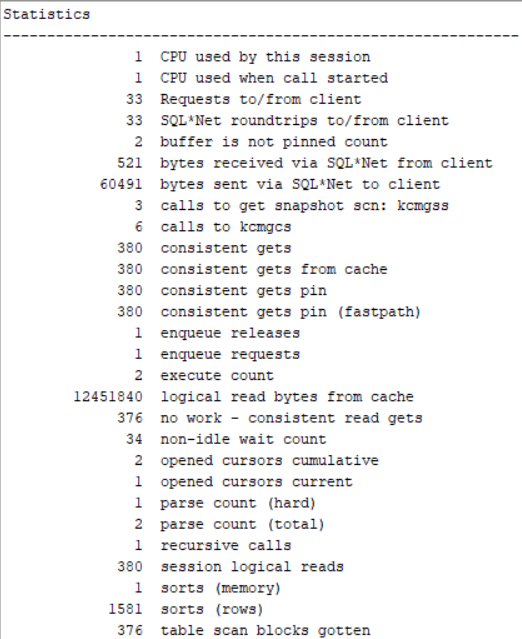 Statistics
-----------------------------------------------------------
1 CPU used by this session
1 CPU used when call started
33 Requests to/from client
33 SQL*Net roundtrips to/from client
2 buffer is not pinned count
521 bytes received via SQL*Net from client
60491 bytes sent via SQL*Net to client
3 calls to get snapshot scn: kcmgss
6 calls to kcmgcs
380 consistent gets
380 consistent gets from cache
380 consistent gets pin
380 consistent gets pin (fastpath)
1 enqueue releases
1 enqueue requests
2 execute count
12451840 logical read bytes from cache
376 no work - consistent read gets
34 non-idle wait count
2 opened cursors cumulative
1 opened cursors current
1 parse count (hard)
2 parse count (total)
1 recursive calls
380 session logical reads
1 sorts (memory)
1581 sorts (rows)
376 table scan blocks gotten